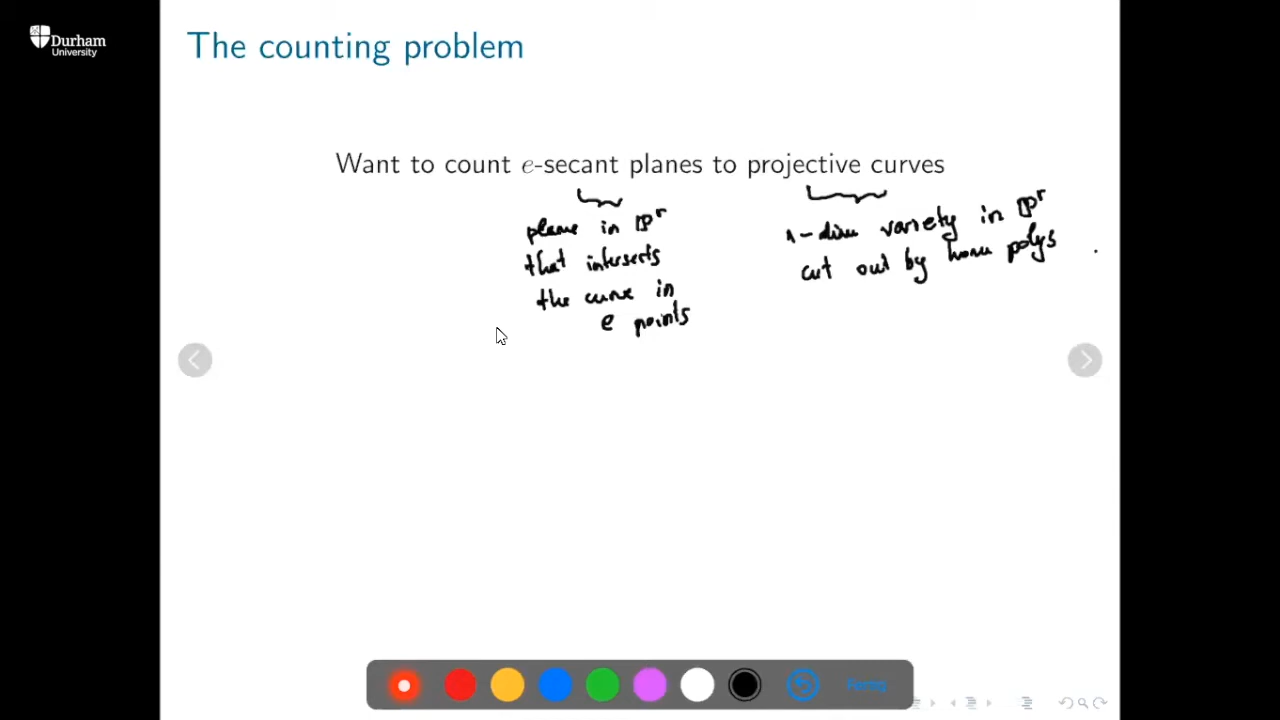 Durham
University
The counting problem
Want to count e-secant planes to projective curves
plane in ℙʳ
that intersects
the curve in
e points
1-dim variety in ℙʳ
cut out by hom polys